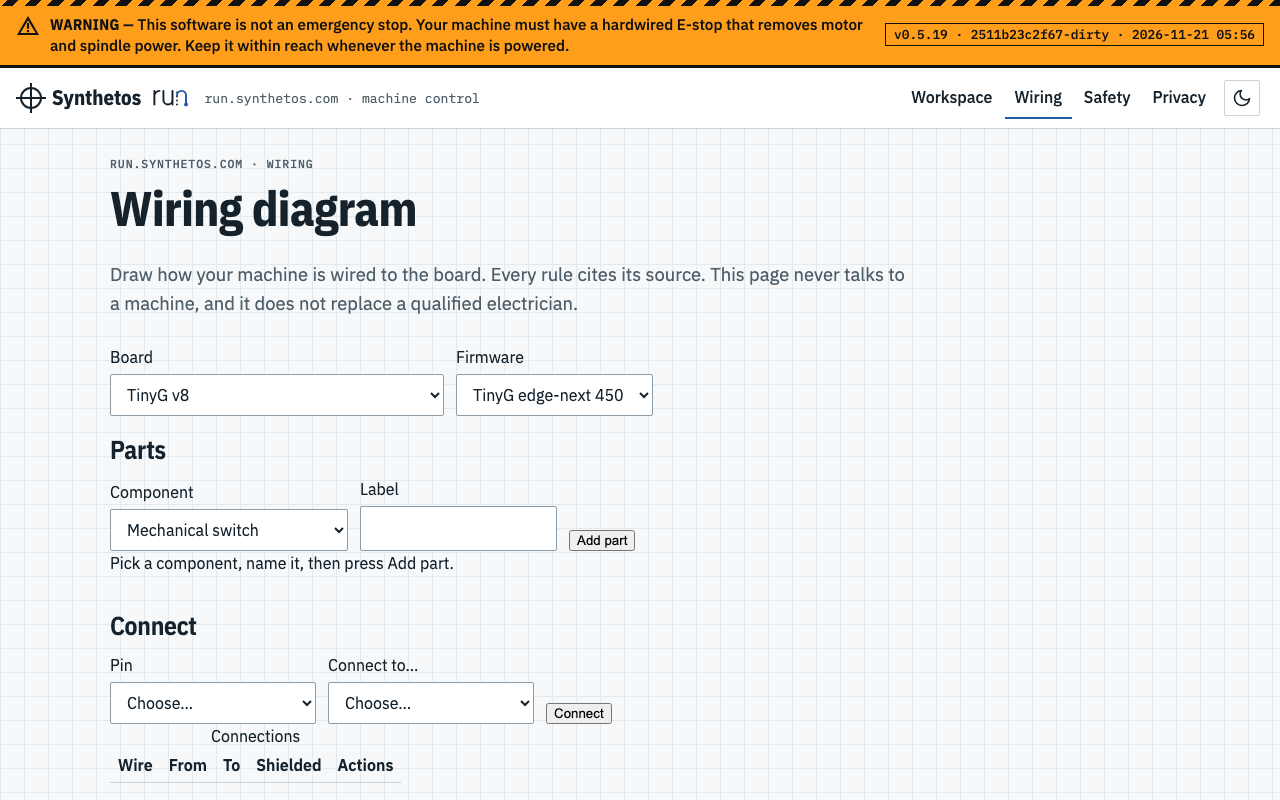 WARNING — This software is not an emergency stop. Your machine must have a hardwired E-stop that removes motor
and spindle power. Keep it within reach whenever the machine is powered.
v0.5.19 · 2511b23c2f67-dirty · 2026-11-21 05:56
Synthetos run run.synthetos.com · machine control
Workspace Wiring Safety Privacy
RUN.SYNTHETOS.COM · WIRING
Wiring diagram
Draw how your machine is wired to the board. Every rule cites its source. This page never talks to
a machine, and it does not replace a qualified electrician.
Board Firmware
TinyG v8 TinyG edge-next 450
Parts
Component Label
Mechanical switch Add part
Pick a component, name it, then press Add part.
Connect
Pin Connect to...
Choose... Choose... Connect
Connections
Wire From To Shielded Actions